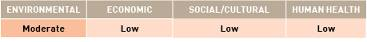 ENVIRONMENTAL ECONOMIC SOCIAL/CULTURAL HUMAN HEALTH
Moderate Low Low Low